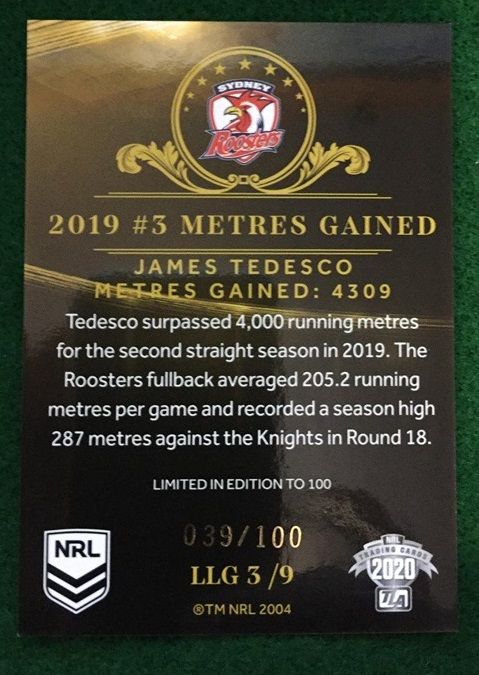 SYDNEY
Roosters
2019 #3 METRES GAINED
JAMES TEDESCO
METRES GAINED: 4309
Tedesco surpassed 4,000 running metres
for the second straight season in 2019. The
Roosters fullback averaged 205.2 running
metres per game and recorded a season high
287 metres against the Knights in Round 18.
LIMITED IN EDITION TO 100
039/100
LLG 3 /9
®TM NRL 2004
NRL
NRL
TRADING CARDS
2020
TLA